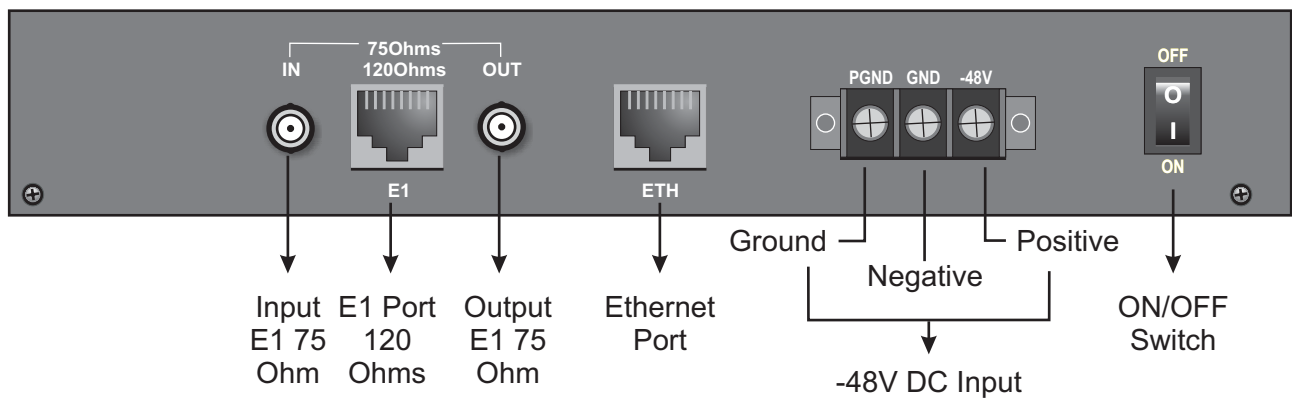 75Ohms
IN 120Ohms OUT
E1
ETH
PGND GND -48V
OFF
O
I
ON
Ground
Negative
Positive
Input
E1 75
Ohm
E1 Port
120
Ohms
Output
E1 75
Ohm
Ethernet
Port
-48V DC Input
ON/OFF
Switch